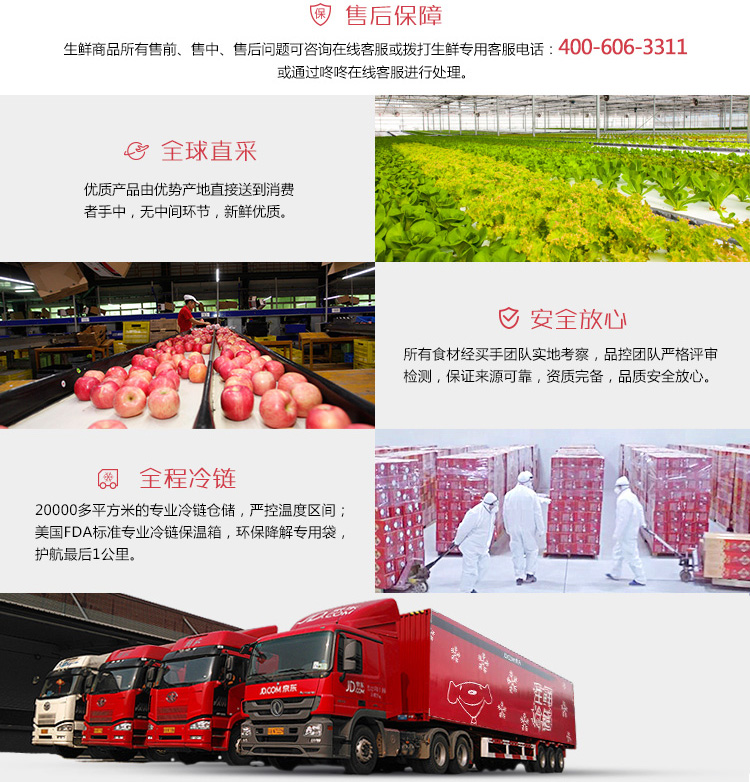 保 售后保障
生鲜商品所有售前、售中、售后问题可咨询在线客服或拨打生鲜专用客服电话：400-606-3311
或通过咚咚在线客服进行处理。
全球直采
优质产品由优势产地直接送到消费
者手中，无中间环节，新鲜优质。
安全放心
所有食材经买手团队实地考察，品控团队严格评审
检测，保证来源可靠，资质完备，品质安全放心。
全程冷链
20000多平方米的专业冷链仓储，严控温度区间；
美国FDA标准专业冷链保温箱，环保降解专用袋，
护航最后1公里。
JD.COM
JD.COM 京东
JD 京东
.COM